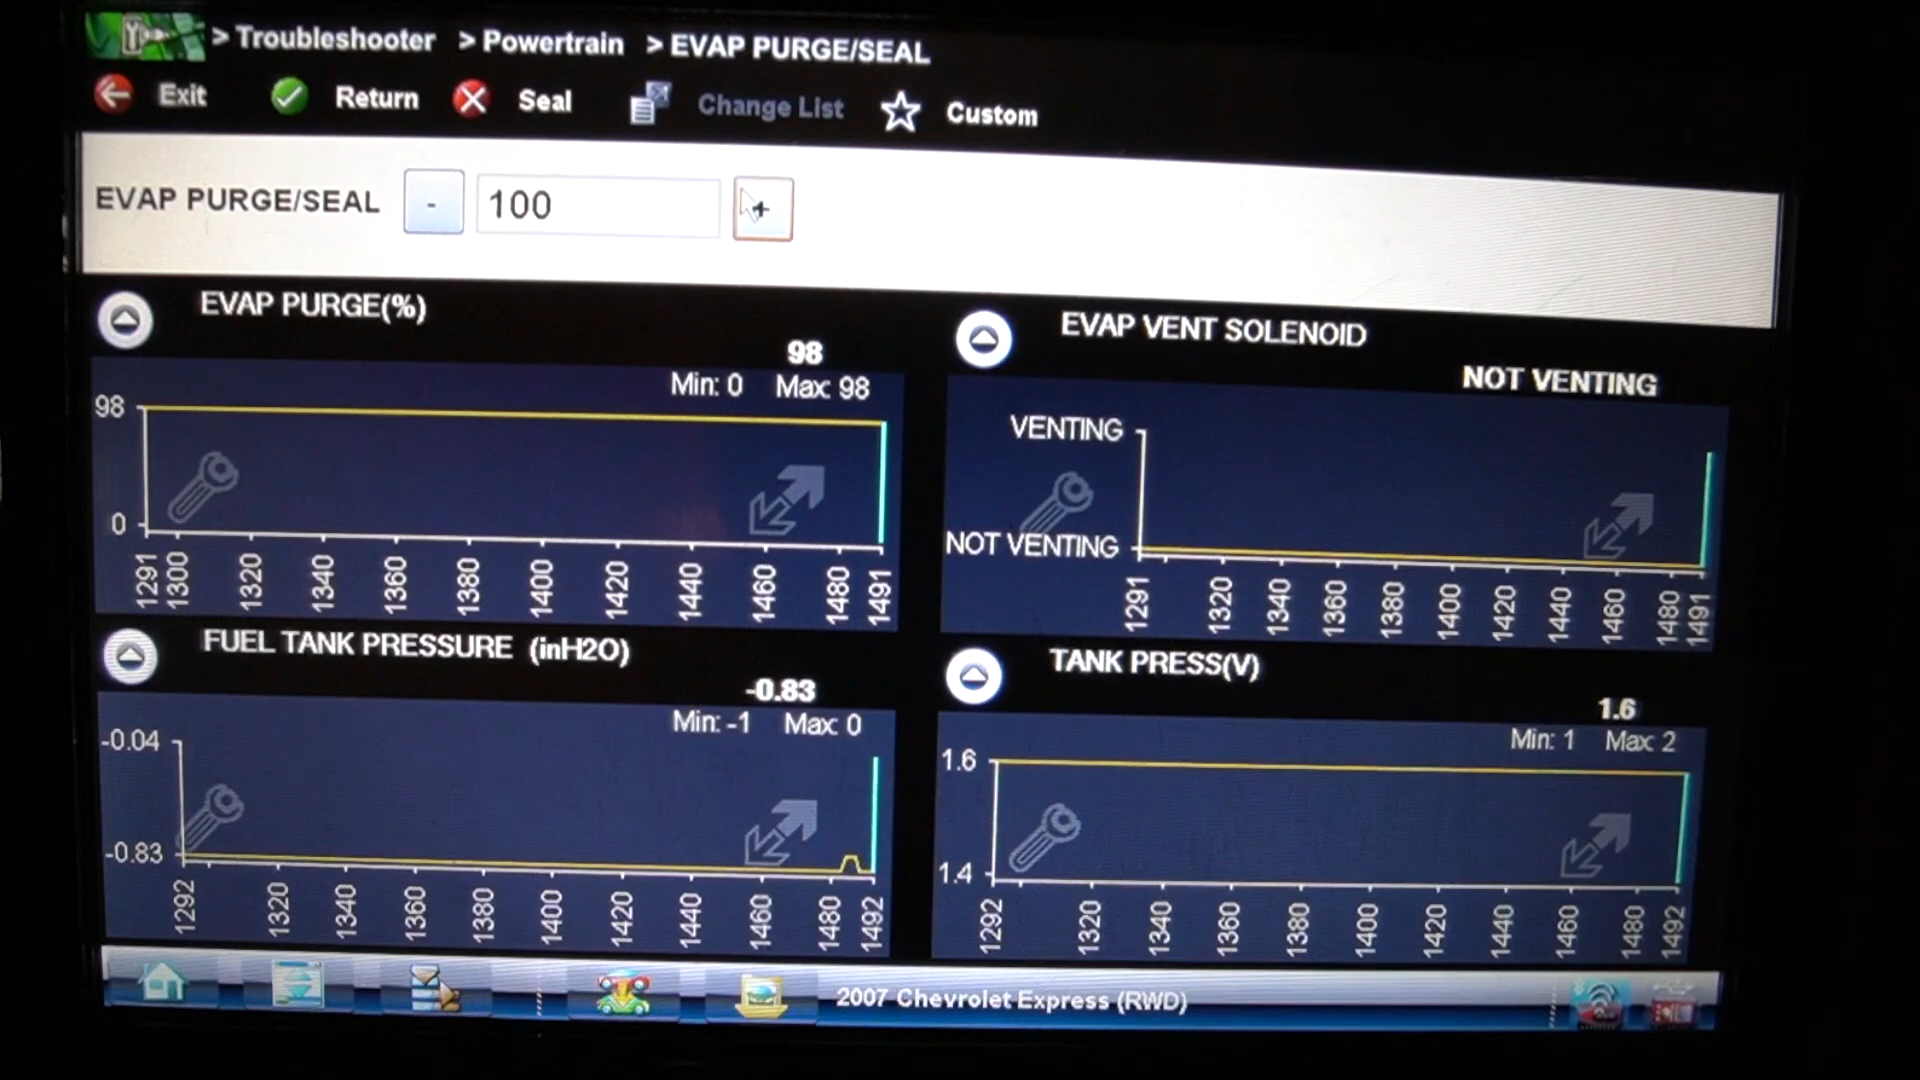 > Troubleshooter > Powertrain > EVAP PURGE/SEAL
Exit Return Seal Change List Custom
EVAP PURGE/SEAL - 100 +
EVAP PURGE(%)
98
Min: 0 Max: 98
98
0
1291 1300 1320 1340 1360 1380 1400 1420 1440 1460 1480 1491
EVAP VENT SOLENOID
NOT VENTING
VENTING
NOT VENTING
1291 1320 1340 1360 1380 1400 1420 1440 1460 1480 1491
FUEL TANK PRESSURE (inH2O)
-0.83
Min: -1 Max: 0
-0.04
-0.83
1292 1320 1340 1360 1380 1400 1420 1440 1460 1480 1492
TANK PRESS(V)
1.6
Min: 1 Max: 2
1.6
1.4
1292 1320 1340 1360 1380 1400 1420 1440 1460 1480 1492
2007 Chevrolet Express (RWD)